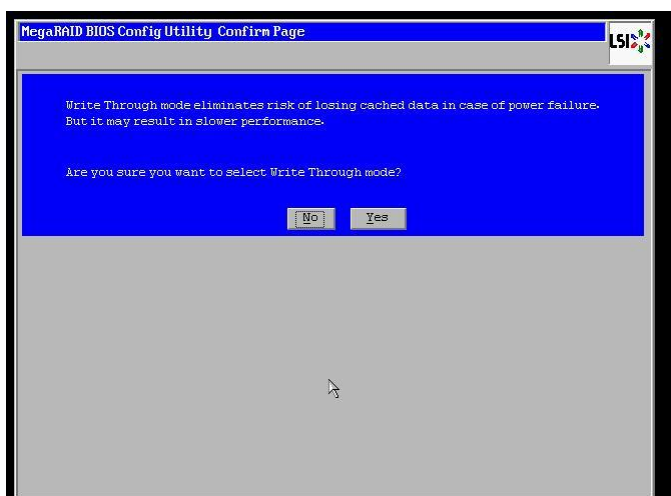 MegaRAID BIOS Config Utility Confirm Page
LSI
Write Through mode eliminates risk of losing cached data in case of power failure.
But it may result in slower performance.
Are you sure you want to select Write Through mode?
No Yes